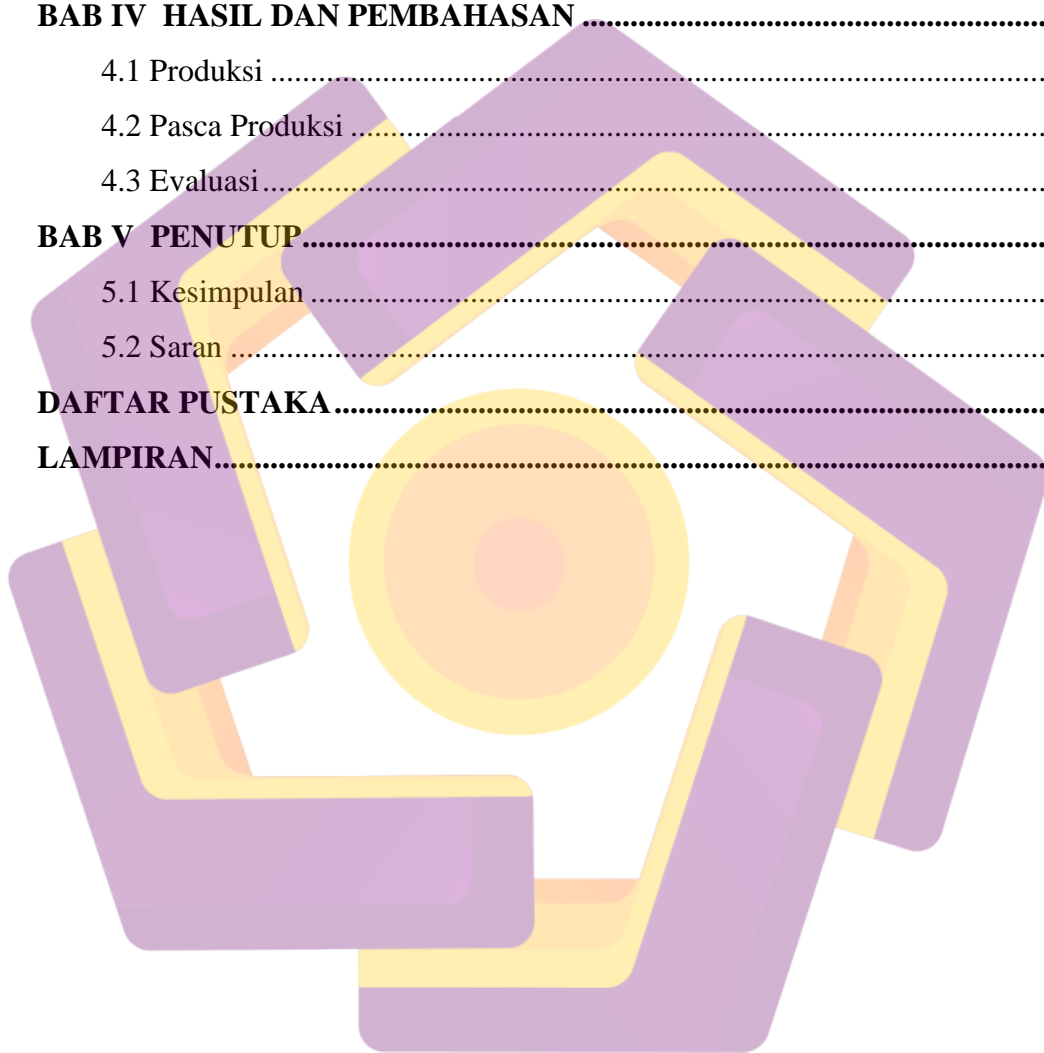 BAB IV  HASIL DAN PEMBAHASAN ................................................
4.1 Produksi ................................................................................
4.2 Pasca Produksi ......................................................................
4.3 Evaluasi.................................................................................
BAB V  PENUTUP............................................................................
5.1 Kesimpulan...........................................................................
5.2 Saran .....................................................................................
DAFTAR PUSTAKA.........................................................................
LAMPIRAN.......................................................................................